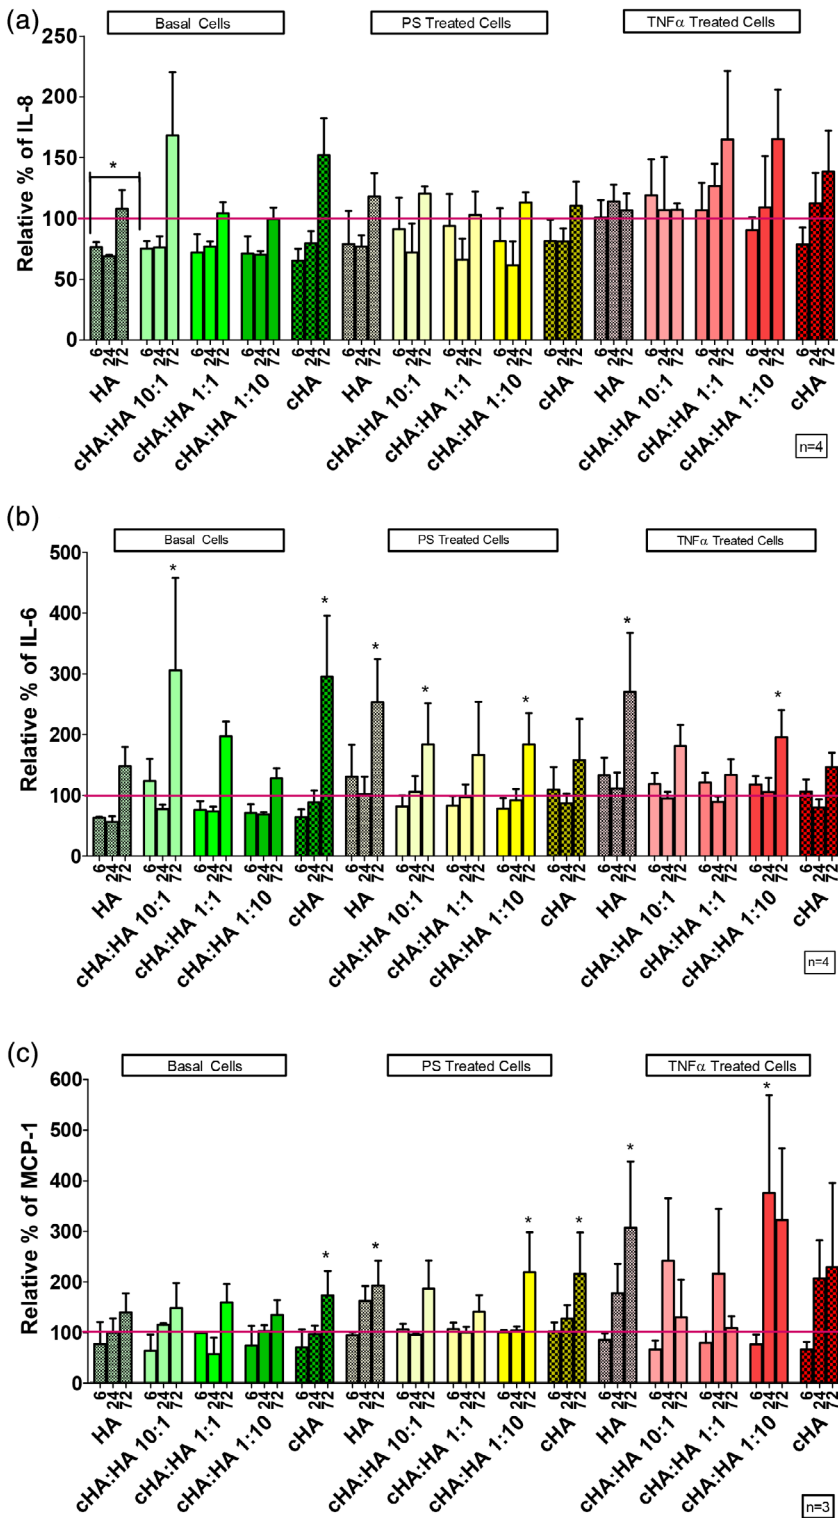 (a)
Basal Cells PS Treated Cells TNFα Treated Cells
Relative % of IL-8
250
200
150
100
50
0
*
6 24 72 6 24 72 6 24 72 6 24 72 6 24 72 6 24 72 6 24 72 6 24 72 6 24 72 6 24 72 6 24 72 6 24 72 6 24 72 6 24 72 6 24 72
HA cHA:HA 10:1 cHA:HA 1:1 cHA:HA 1:10 cHA HA cHA:HA 10:1 cHA:HA 1:1 cHA:HA 1:10 cHA HA cHA:HA 10:1 cHA:HA 1:1 cHA:HA 1:10 cHA
n=4
(b)
Basal Cells PS Treated Cells TNFα Treated Cells
Relative % of IL-6
500
400
300
200
100
0
* * * * * * *
6 24 72 6 24 72 6 24 72 6 24 72 6 24 72 6 24 72 6 24 72 6 24 72 6 24 72 6 24 72 6 24 72 6 24 72 6 24 72 6 24 72 6 24 72
HA cHA:HA 10:1 cHA:HA 1:1 cHA:HA 1:10 cHA HA cHA:HA 10:1 cHA:HA 1:1 cHA:HA 1:10 cHA HA cHA:HA 10:1 cHA:HA 1:1 cHA:HA 1:10 cHA
n=4
(c)
Basal Cells PS Treated Cells TNFα Treated Cells
Relative % of MCP-1
600
500
400
300
200
100
0
* * * * * *
6 24 72 6 24 72 6 24 72 6 24 72 6 24 72 6 24 72 6 24 72 6 24 72 6 24 72 6 24 72 6 24 72 6 24 72 6 24 72 6 24 72 6 24 72
HA cHA:HA 10:1 cHA:HA 1:1 cHA:HA 1:10 cHA HA cHA:HA 10:1 cHA:HA 1:1 cHA:HA 1:10 cHA HA cHA:HA 10:1 cHA:HA 1:1 cHA:HA 1:10 cHA
n=3